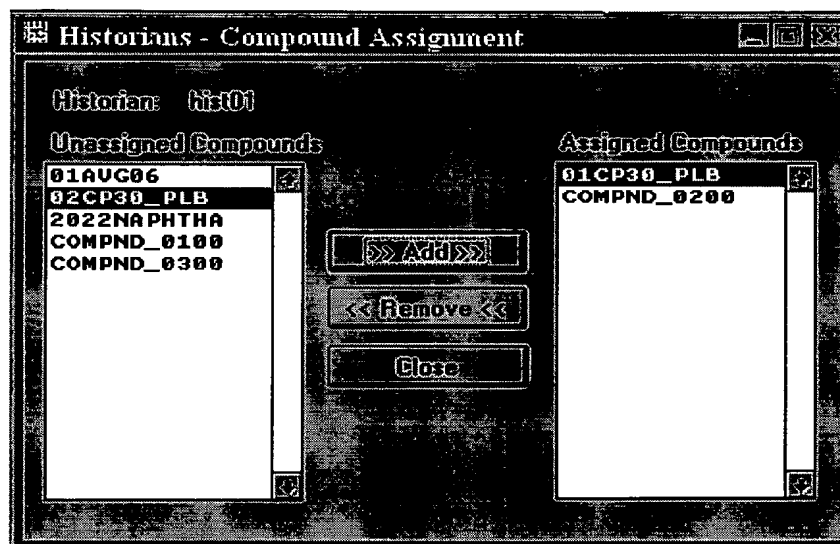 Historians - Compound Assignment
Historian: hist01
Unassigned Compounds
01AVG06
02CP30_PLB
2022NAPHTHA
COMPND_0100
COMPND_0300
>> Add >>
<< Remove <<
Close
Assigned Compounds
01CP30_PLB
COMPND_0200